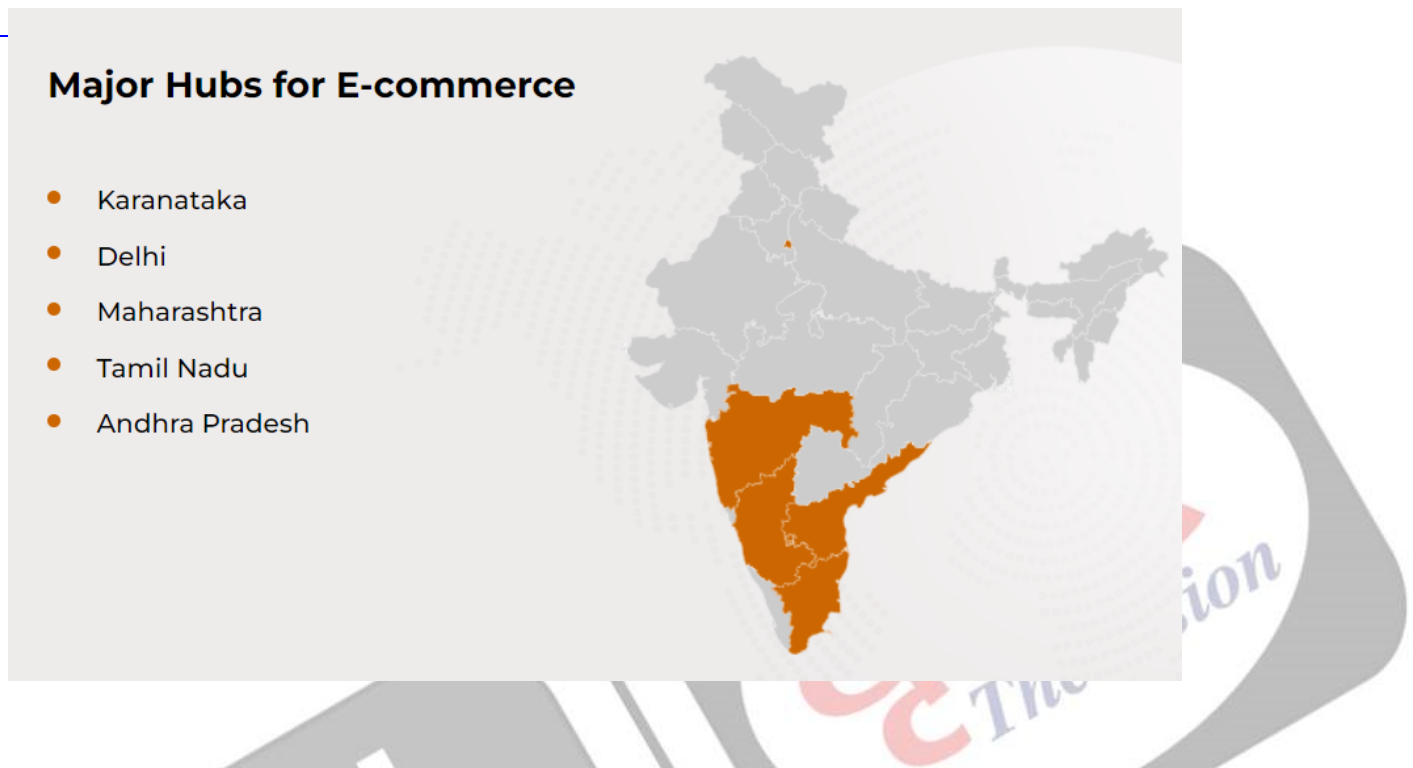 Major Hubs for E-commerce
Karanataka
Delhi
Maharashtra
Tamil Nadu
Andhra Pradesh